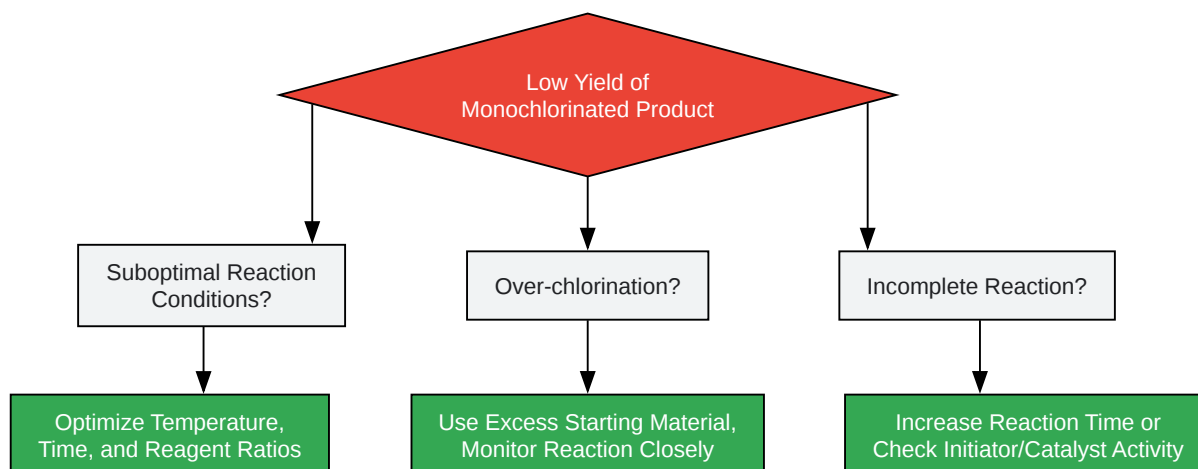 Low Yield of
Monochlorinated Product
Suboptimal Reaction
Conditions?
Over-chlorination?
Incomplete Reaction?
Optimize Temperature,
Time, and Reagent Ratios
Use Excess Starting Material,
Monitor Reaction Closely
Increase Reaction Time or
Check Initiator/Catalyst Activity